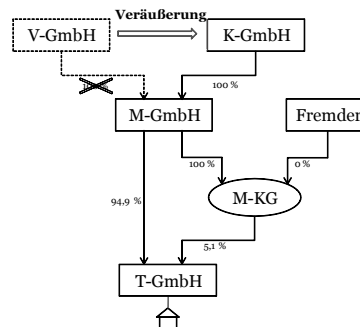 Veräußerung
V-GmbH
K-GmbH
100 %
M-GmbH
Fremder
100 %
0 %
M-KG
94,9 %
5,1 %
T-GmbH